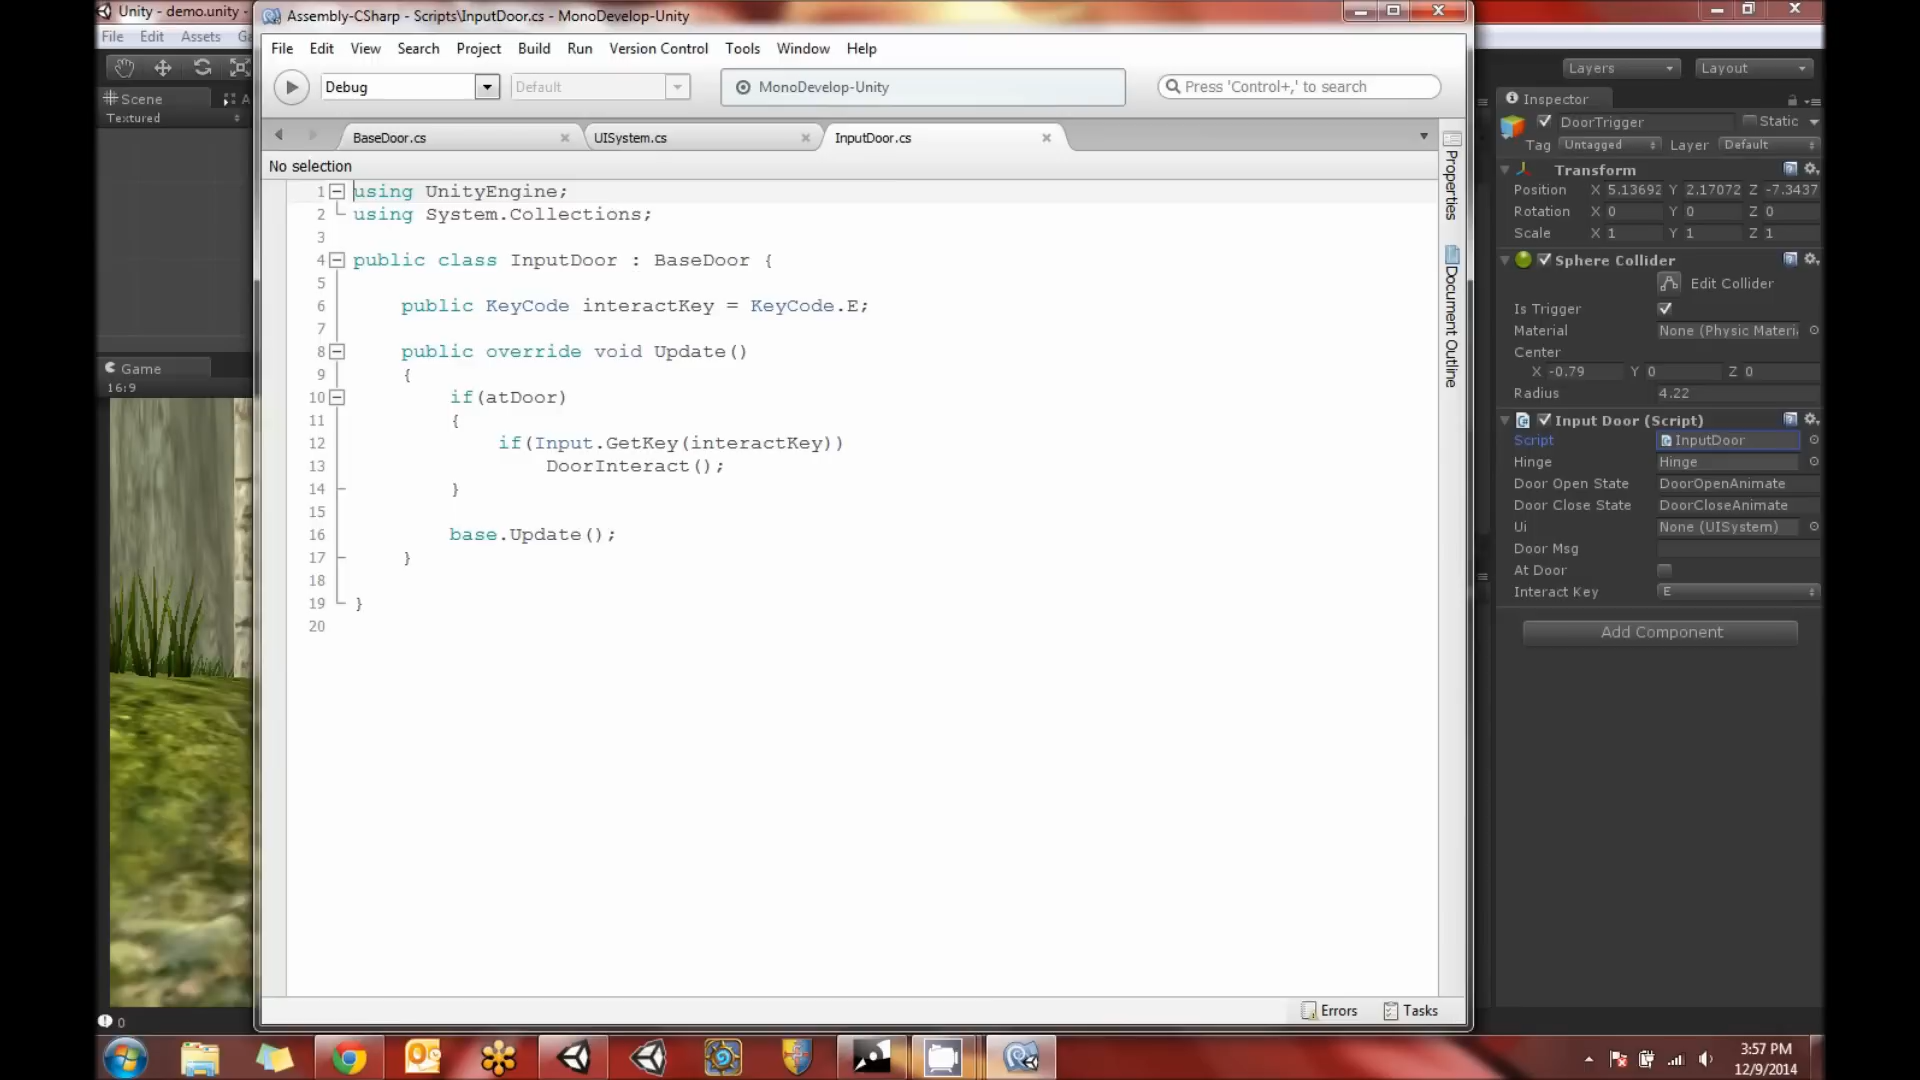 Unity - demo.unity -
File Edit Assets Ga
Scene
Textured
Game
16:9
0
Assembly-CSharp - Scripts\InputDoor.cs - MonoDevelop-Unity
File Edit View Search Project Build Run Version Control Tools Window Help
Debug Default MonoDevelop-Unity Press 'Control+,' to search
BaseDoor.cs UISystem.cs InputDoor.cs
No selection
1 using UnityEngine;
2 using System.Collections;
3
4 public class InputDoor : BaseDoor {
5
6 public KeyCode interactKey = KeyCode.E;
7
8 public override void Update()
9 {
10 if(atDoor)
11 {
12 if(Input.GetKey(interactKey))
13 DoorInteract();
14 }
15
16 base.Update();
17 }
18
19 }
20
Properties
Document Outline
Errors Tasks
Layers Layout
Inspector
DoorTrigger Static
Tag Untagged Layer Default
Transform
Position X 5.13692 Y 2.17072 Z -7.3437
Rotation X 0 Y 0 Z 0
Scale X 1 Y 1 Z 1
Sphere Collider
Edit Collider
Is Trigger
Material None (Physic Materi
Center
X -0.79 Y 0 Z 0
Radius 4.22
Input Door (Script)
Script InputDoor
Hinge Hinge
Door Open State DoorOpenAnimate
Door Close State DoorCloseAnimate
Ui None (UISystem)
Door Msg
At Door
Interact Key E
Add Component
3:57 PM
12/9/2014